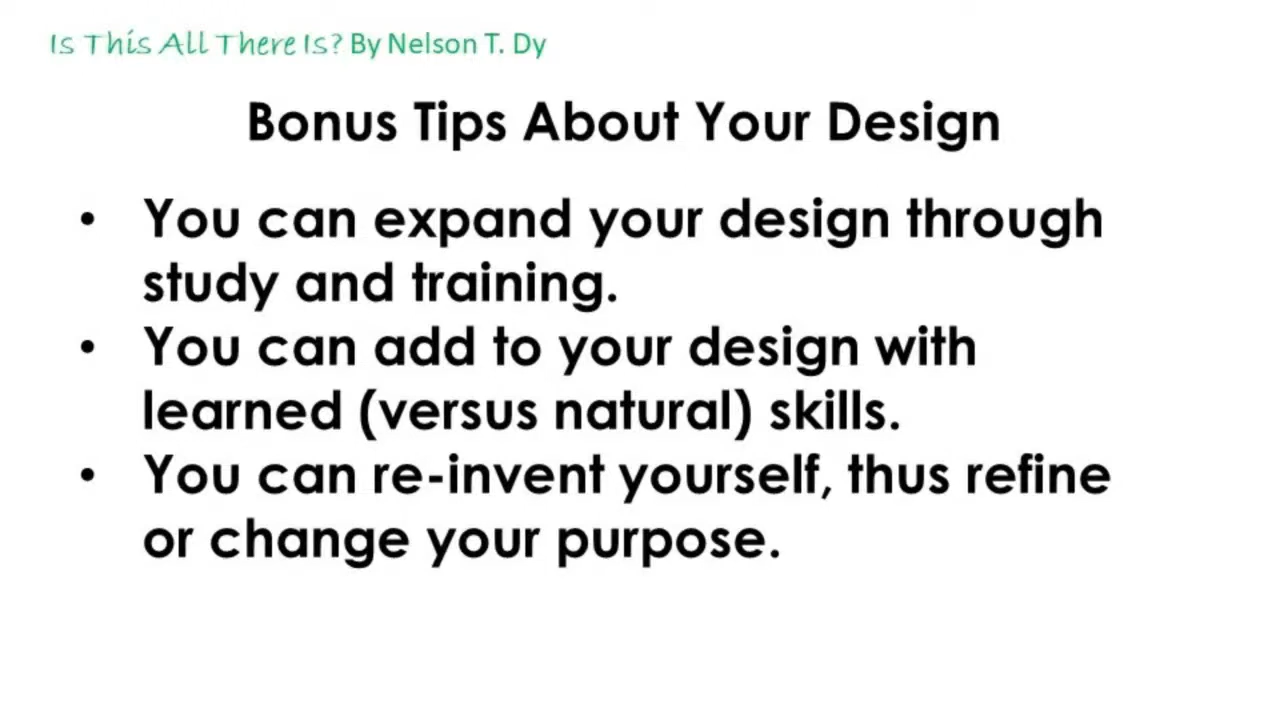 Is This All There Is? By Nelson T. Dy
Bonus Tips About Your Design
• You can expand your design through
study and training.
• You can add to your design with
learned (versus natural) skills.
• You can re-invent yourself, thus refine
or change your purpose.